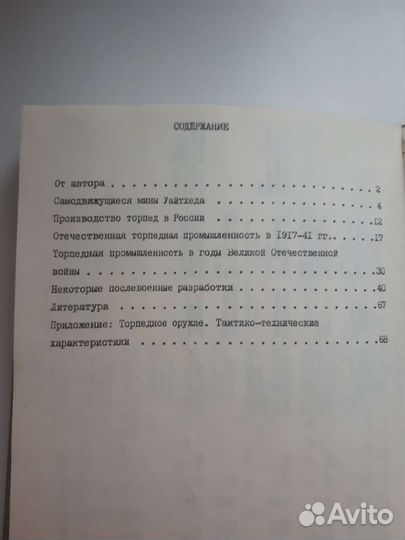 СОДЕРЖАНИЕ
От автора . . . . . . . . . . . . . . . . . . . . . . . . 2
Самодвижущиеся мины Уайтхеда . . . . . . . . . . . . . . 4
Производство торпед в России . . . . . . . . . . . . . . 12
Отечественная торпедная промышленность в 1917-41 гг.. . . . 17
Торпедная промышленность в годы Великой Отечественной
войны . . . . . . . . . . . . . . . . . . . . . . . . . . 30
Некоторые послевоенные разработки . . . . . . . . . . . . 40
Литература . . . . . . . . . . . . . . . . . . . . . . . 67
Приложение: Торпедное оружие. Тактико-технические
характеристики . . . . . . . . . . . . . . . . . . . . . 68
Avito